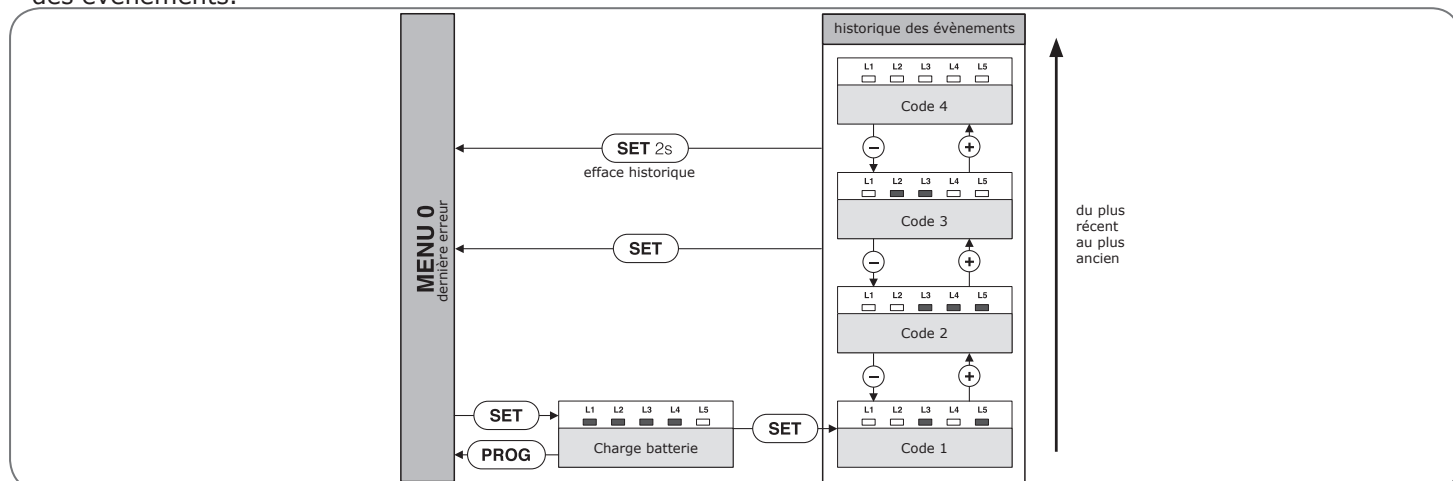 des évènements.
historique des évènements
L1 L2 L3 L4 L5
Code 4
− +
SET 2s
efface historique
L1 L2 L3 L4 L5
Code 3
MENU 0
dernière erreur
SET
− +
du plus
récent
au plus
ancien
L1 L2 L3 L4 L5
Code 2
− +
SET
L1 L2 L3 L4 L5
Charge batterie
PROG
SET
L1 L2 L3 L4 L5
Code 1